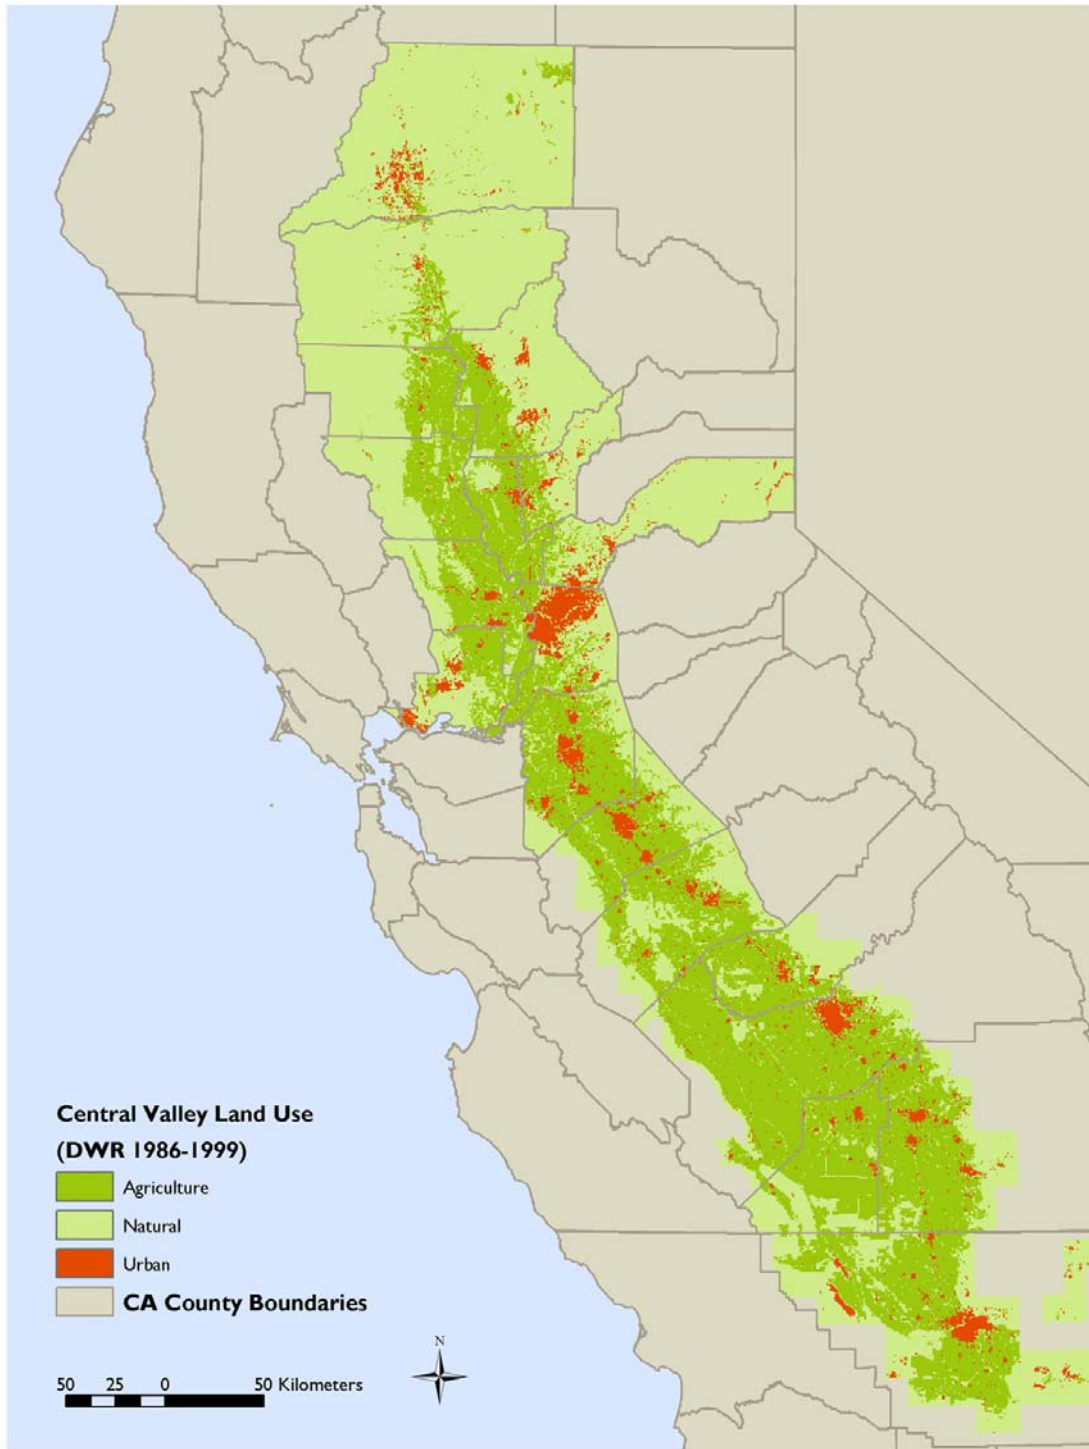 Central Valley Land Use
(DWR 1986-1999)
Agriculture
Natural
Urban
CA County Boundaries
N
50 25 0 50 Kilometers